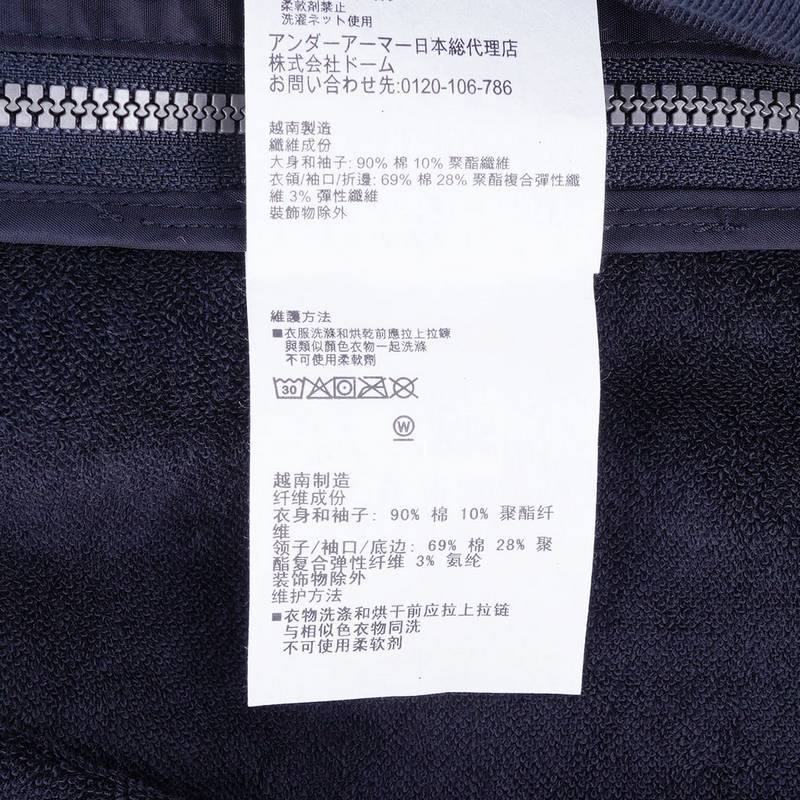 柔軟剤禁止
洗濯ネット使用
アンダーアーマー日本総代理店
株式会社ドーム
お問い合わせ先:0120-106-786
越南製造
纖維成份
大身和袖子: 90% 棉 10% 聚酯纖維
衣領/袖口/折邊: 69% 棉 28% 聚酯複合彈性纖
維 3% 彈性纖維
裝飾物除外
維護方法
■衣服洗滌和烘乾前應拉上拉鍊
與類似顏色衣物一起洗滌
不可使用柔軟劑
30
W
越南制造
纤维成份
衣身和袖子: 90% 棉 10% 聚酯纤
维
领子/袖口/底边: 69% 棉 28% 聚
酯复合弹性纤维 3% 氨纶
装饰物除外
维护方法
■衣物洗涤和烘干前应拉上拉链
与相似色衣物同洗
不可使用柔软剂